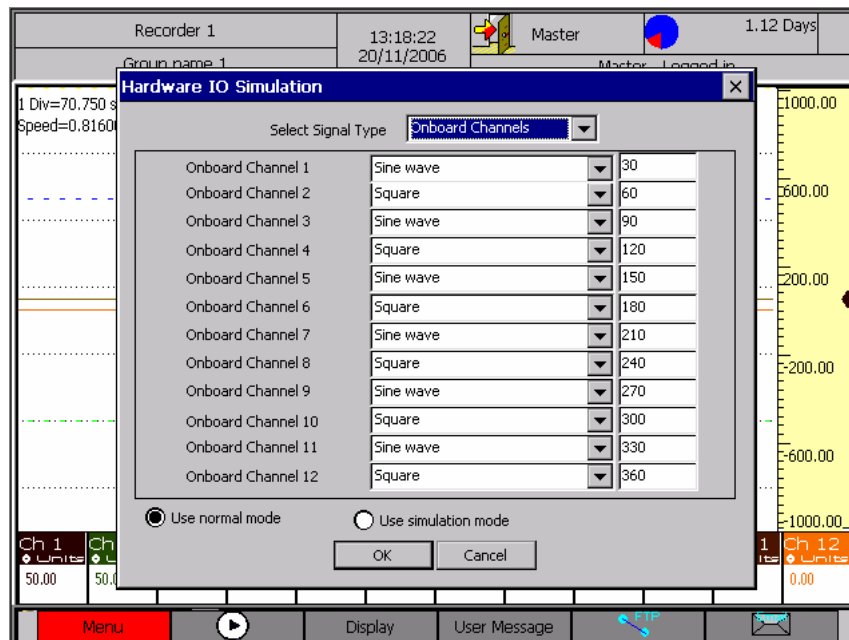 Recorder 1
13:18:22
20/11/2006
Master
1.12 Days
Group name 1
Master Logged in
Hardware IO Simulation
1 Div=70.750 s
Speed=0.8160
Select Signal Type Onboard Channels
Onboard Channel 1 Sine wave 30
Onboard Channel 2 Square 60
Onboard Channel 3 Sine wave 90
Onboard Channel 4 Square 120
Onboard Channel 5 Sine wave 150
Onboard Channel 6 Square 180
Onboard Channel 7 Sine wave 210
Onboard Channel 8 Square 240
Onboard Channel 9 Sine wave 270
Onboard Channel 10 Square 300
Onboard Channel 11 Sine wave 330
Onboard Channel 12 Square 360
Use normal mode Use simulation mode
OK Cancel
1000.00
600.00
200.00
-200.00
-600.00
-1000.00
Ch 1 Ch 1 Ch 12
Units Units
50.00 50. 0.00
Menu Display User Message FTP